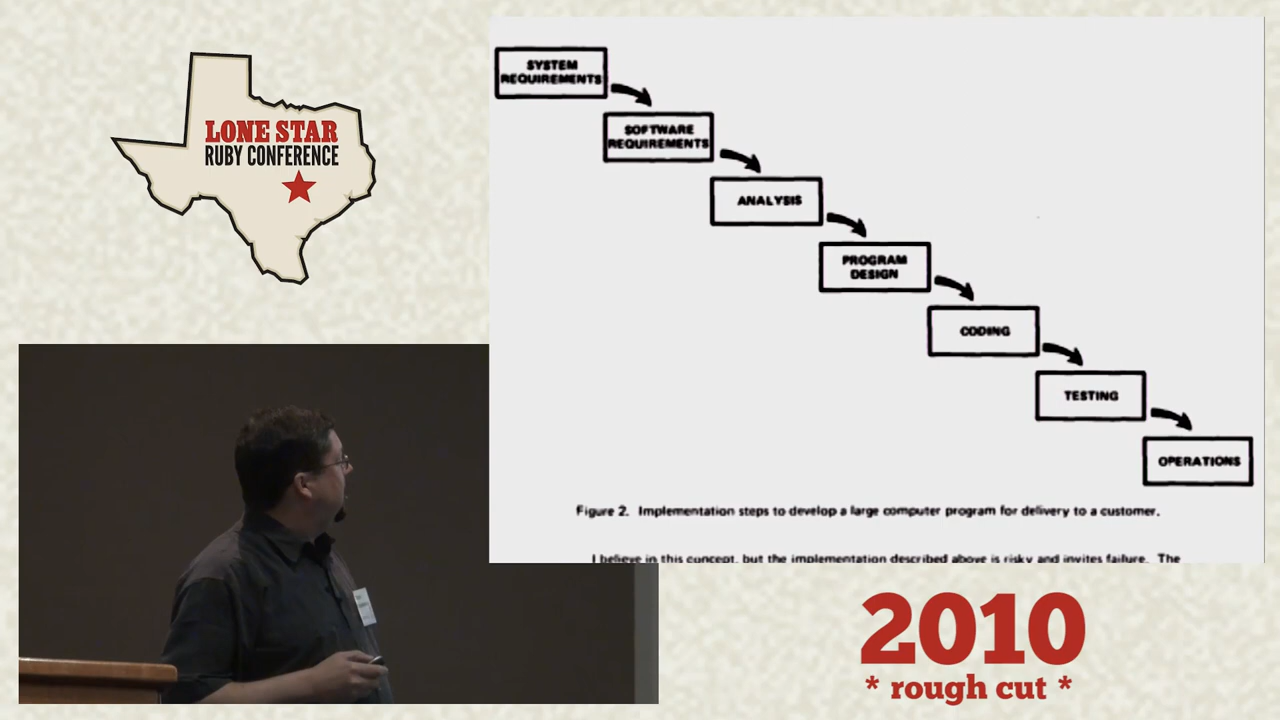 LONE STAR
RUBY CONFERENCE
SYSTEM
REQUIREMENTS
SOFTWARE
REQUIREMENTS
ANALYSIS
PROGRAM
DESIGN
CODING
TESTING
OPERATIONS
Figure 2. Implementation steps to develop a large computer program for delivery to a customer.
I believe in this concept, but the implementation described above is risky and invites failure. The
2010
* rough cut *